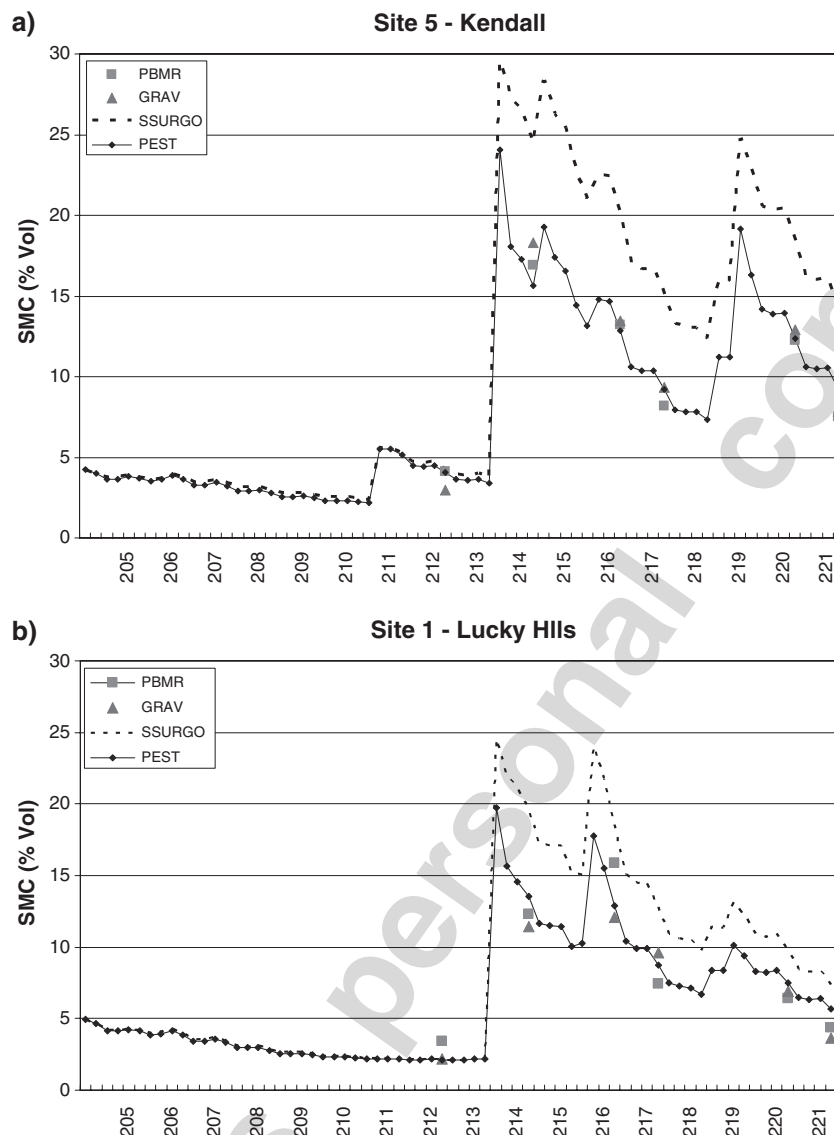 a)
Site 5 - Kendall
30
25
20
15
10
5
0
SMC (% Vol)
PBMR
GRAV
SSURGO
PEST
205 206 207 208 209 210 211 212 213 214 215 216 217 218 219 220 221
b)
Site 1 - Lucky HIls
30
25
20
15
10
5
0
SMC (% Vol)
PBMR
GRAV
SSURGO
PEST
205 206 207 208 209 210 211 212 213 214 215 216 217 218 219 220 221
personal